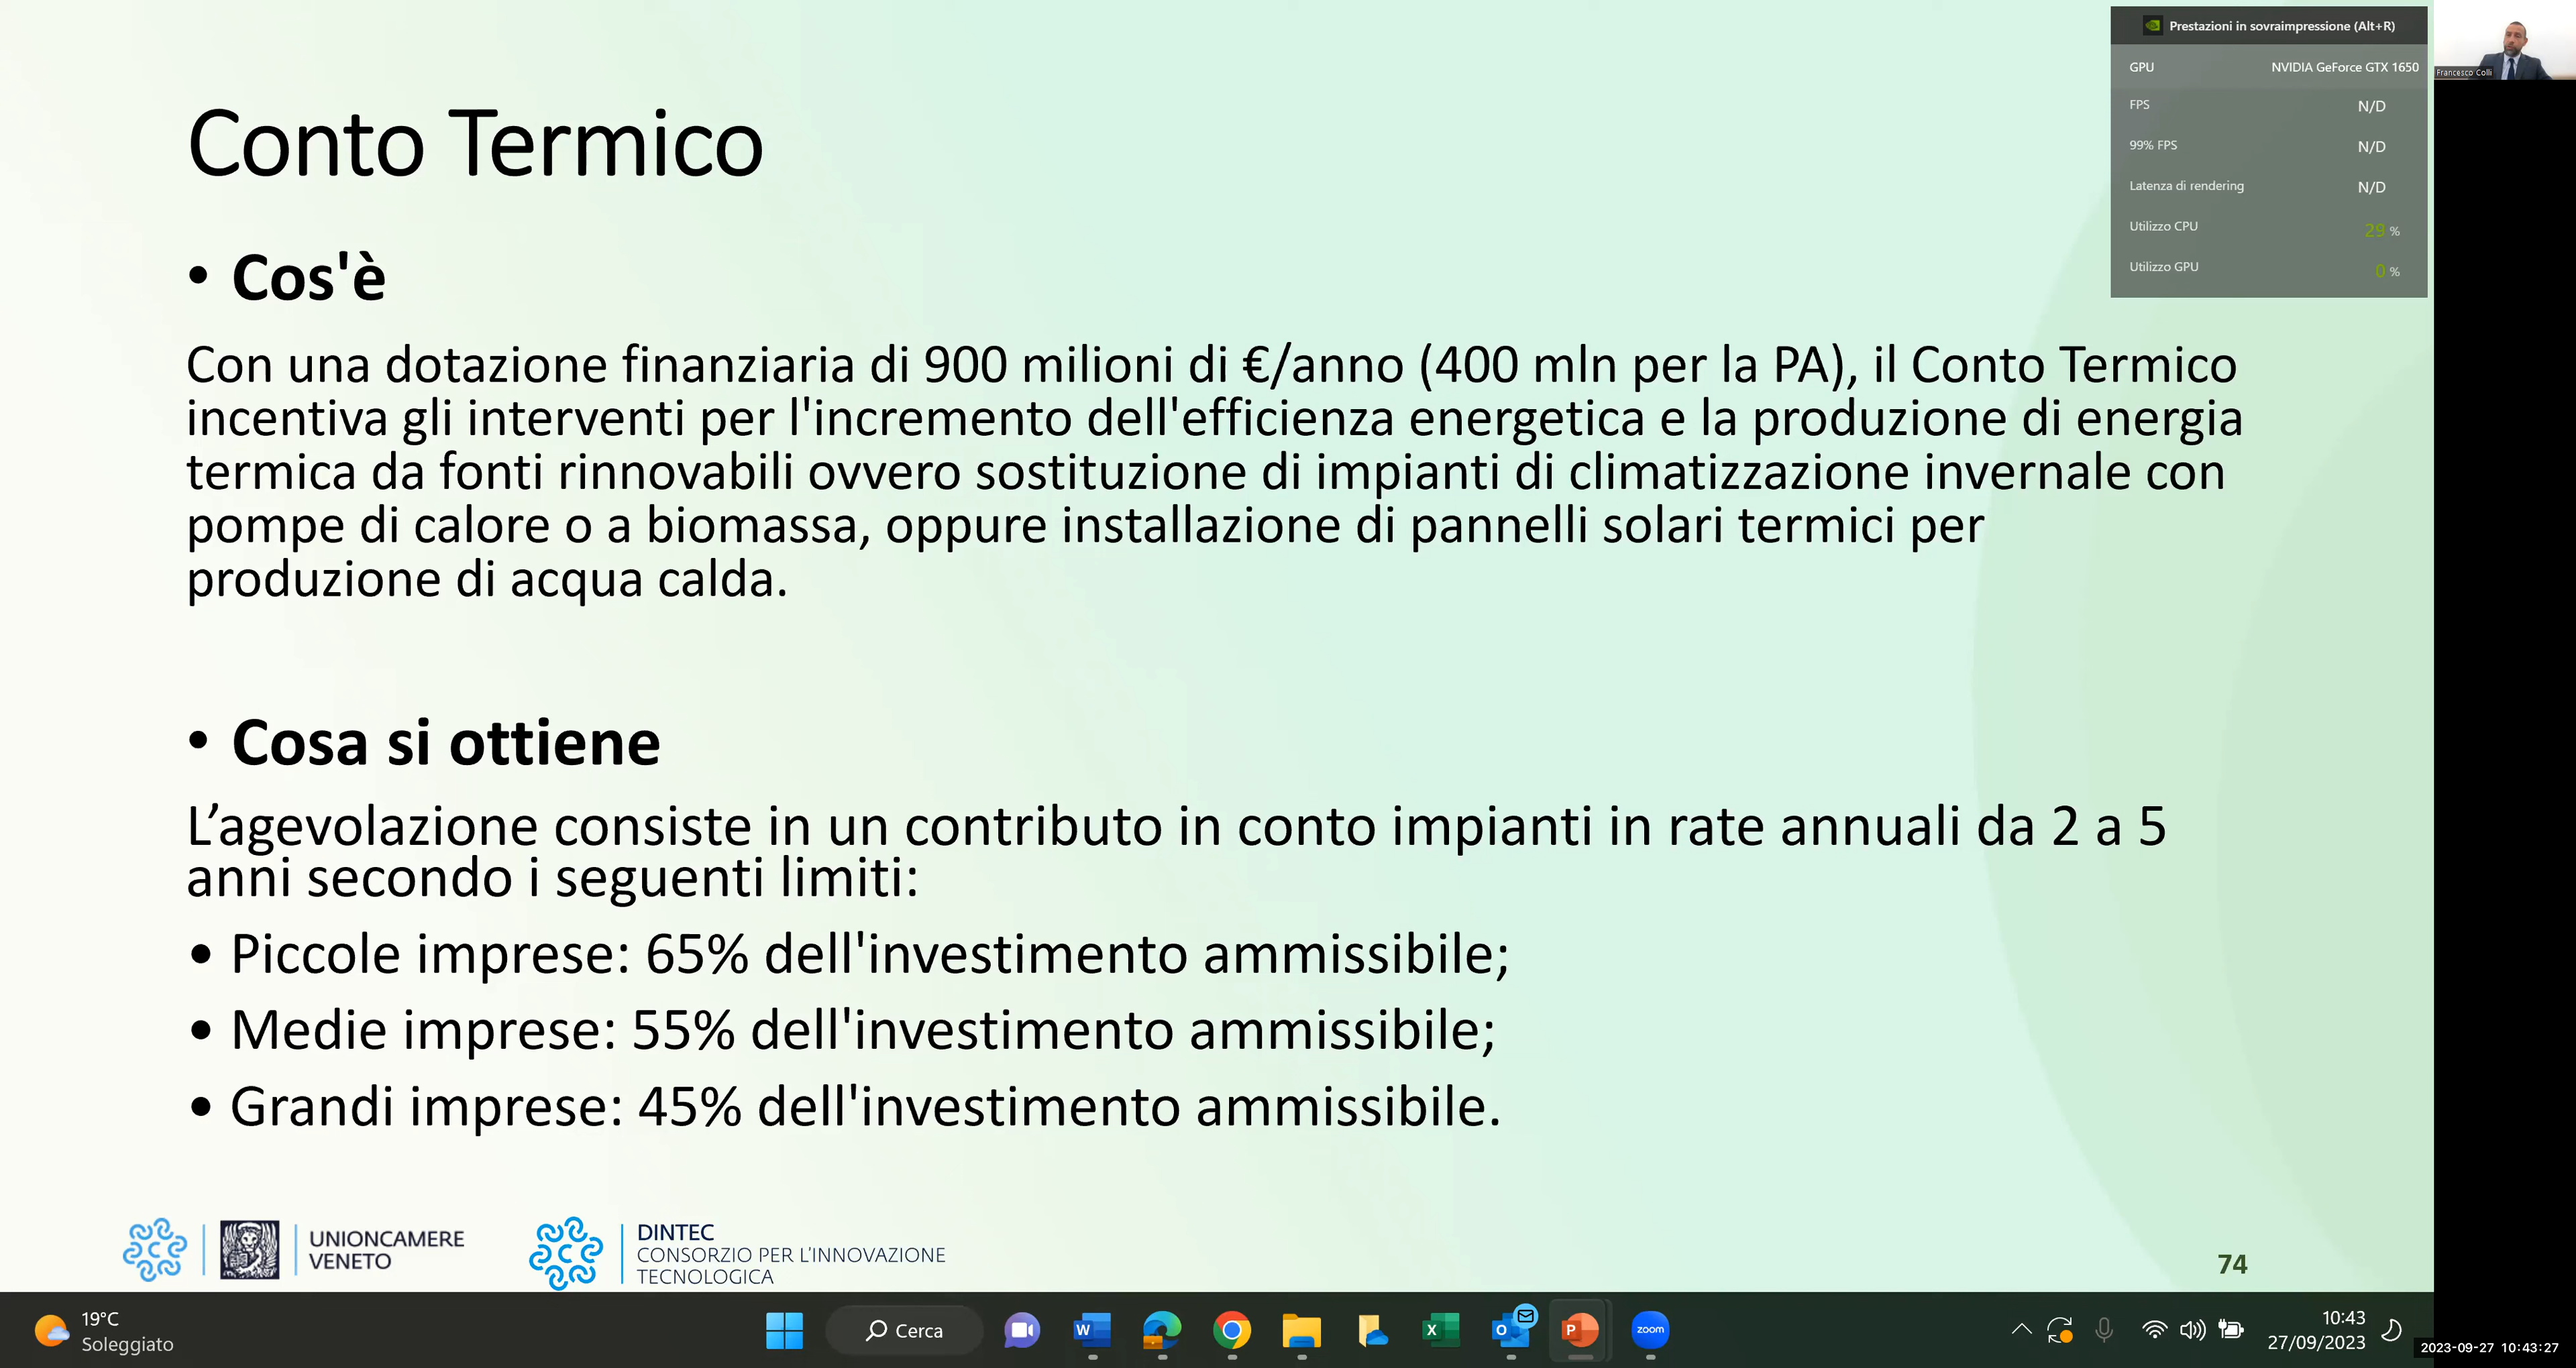 Conto Termico
• Cos'è
Con una dotazione finanziaria di 900 milioni di €/anno (400 mln per la PA), il Conto Termico
incentiva gli interventi per l'incremento dell'efficienza energetica e la produzione di energia
termica da fonti rinnovabili ovvero sostituzione di impianti di climatizzazione invernale con
pompe di calore o a biomassa, oppure installazione di pannelli solari termici per
produzione di acqua calda.
• Cosa si ottiene
L’agevolazione consiste in un contributo in conto impianti in rate annuali da 2 a 5
anni secondo i seguenti limiti:
• Piccole imprese: 65% dell'investimento ammissibile;
• Medie imprese: 55% dell'investimento ammissibile;
• Grandi imprese: 45% dell'investimento ammissibile.
UNIONCAMERE
VENETO
DINTEC
CONSORZIO PER L'INNOVAZIONE
TECNOLOGICA
74
Prestazioni in sovraimpressione (Alt+R)
GPU NVIDIA GeForce GTX 1650
FPS N/D
99% FPS N/D
Latenza di rendering N/D
Utilizzo CPU 29 %
Utilizzo GPU 0 %
Francesco Colli
19°C
Soleggiato
Cerca
zoom
10:43
27/09/2023
2023-09-27 10:43:27